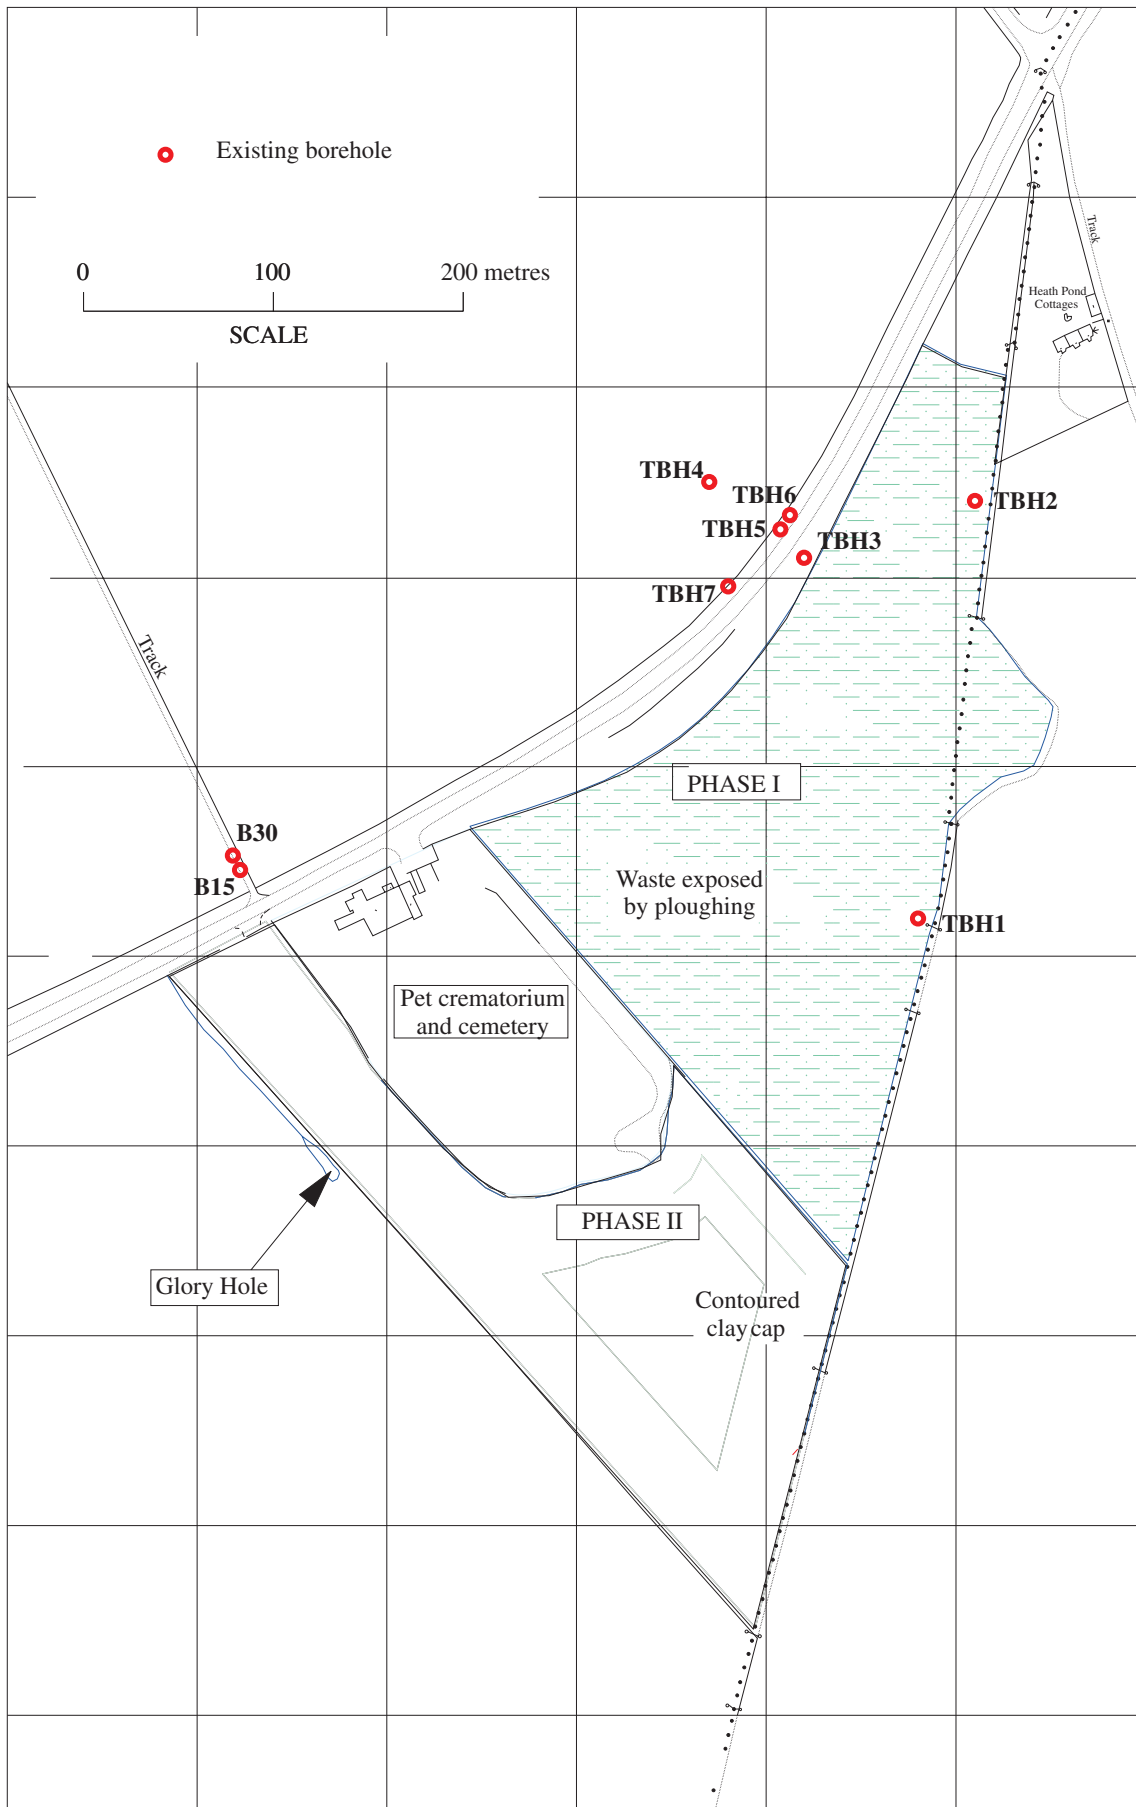 Existing borehole
0 100 200 metres
SCALE
Track
Heath Pond
Cottages
TBH4
TBH6
TBH5
TBH3
TBH2
TBH7
Track
PHASE I
B30
B15
Waste exposed
by ploughing
TBH1
Pet crematorium
and cemetery
PHASE II
Glory Hole
Contoured
clay cap